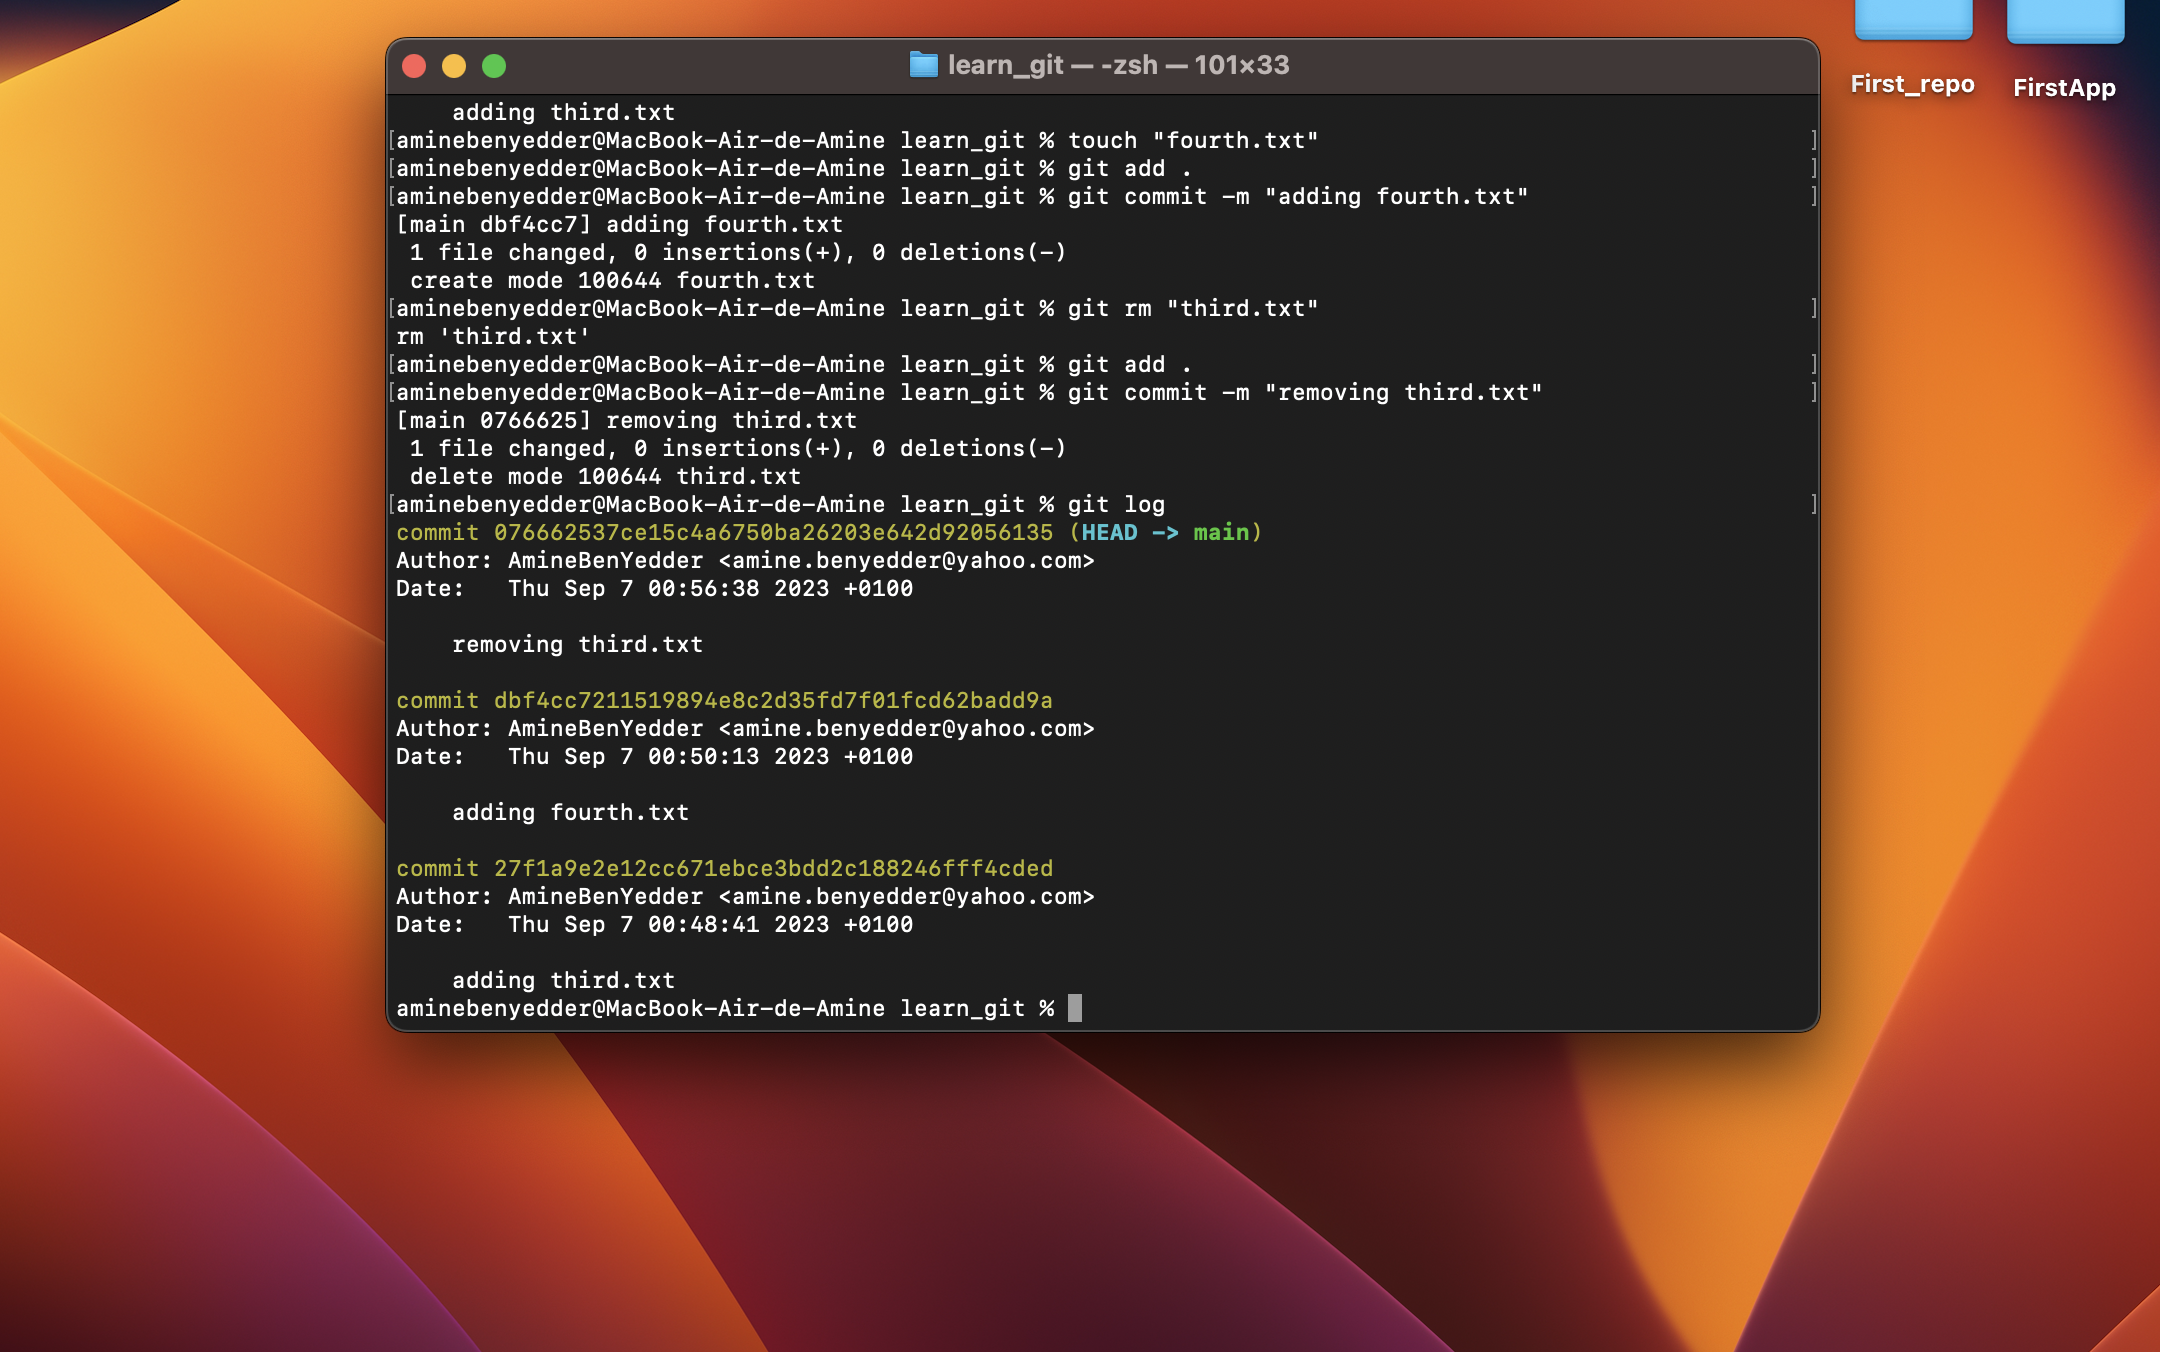 learn_git — -zsh — 101×33
First_repo
FirstApp
    adding third.txt
[aminebenyedder@MacBook-Air-de-Amine learn_git % touch "fourth.txt" ]
[aminebenyedder@MacBook-Air-de-Amine learn_git % git add . ]
[aminebenyedder@MacBook-Air-de-Amine learn_git % git commit -m "adding fourth.txt" ]
[main dbf4cc7] adding fourth.txt
 1 file changed, 0 insertions(+), 0 deletions(-)
 create mode 100644 fourth.txt
[aminebenyedder@MacBook-Air-de-Amine learn_git % git rm "third.txt" ]
rm 'third.txt'
[aminebenyedder@MacBook-Air-de-Amine learn_git % git add . ]
[aminebenyedder@MacBook-Air-de-Amine learn_git % git commit -m "removing third.txt" ]
[main 0766625] removing third.txt
 1 file changed, 0 insertions(+), 0 deletions(-)
 delete mode 100644 third.txt
[aminebenyedder@MacBook-Air-de-Amine learn_git % git log ]
commit 076662537ce15c4a6750ba26203e642d92056135 (HEAD -> main)
Author: AmineBenYedder <amine.benyedder@yahoo.com>
Date:   Thu Sep 7 00:56:38 2023 +0100
    removing third.txt
commit dbf4cc7211519894e8c2d35fd7f01fcd62badd9a
Author: AmineBenYedder <amine.benyedder@yahoo.com>
Date:   Thu Sep 7 00:50:13 2023 +0100
    adding fourth.txt
commit 27f1a9e2e12cc671ebce3bdd2c188246fff4cded
Author: AmineBenYedder <amine.benyedder@yahoo.com>
Date:   Thu Sep 7 00:48:41 2023 +0100
    adding third.txt
aminebenyedder@MacBook-Air-de-Amine learn_git %